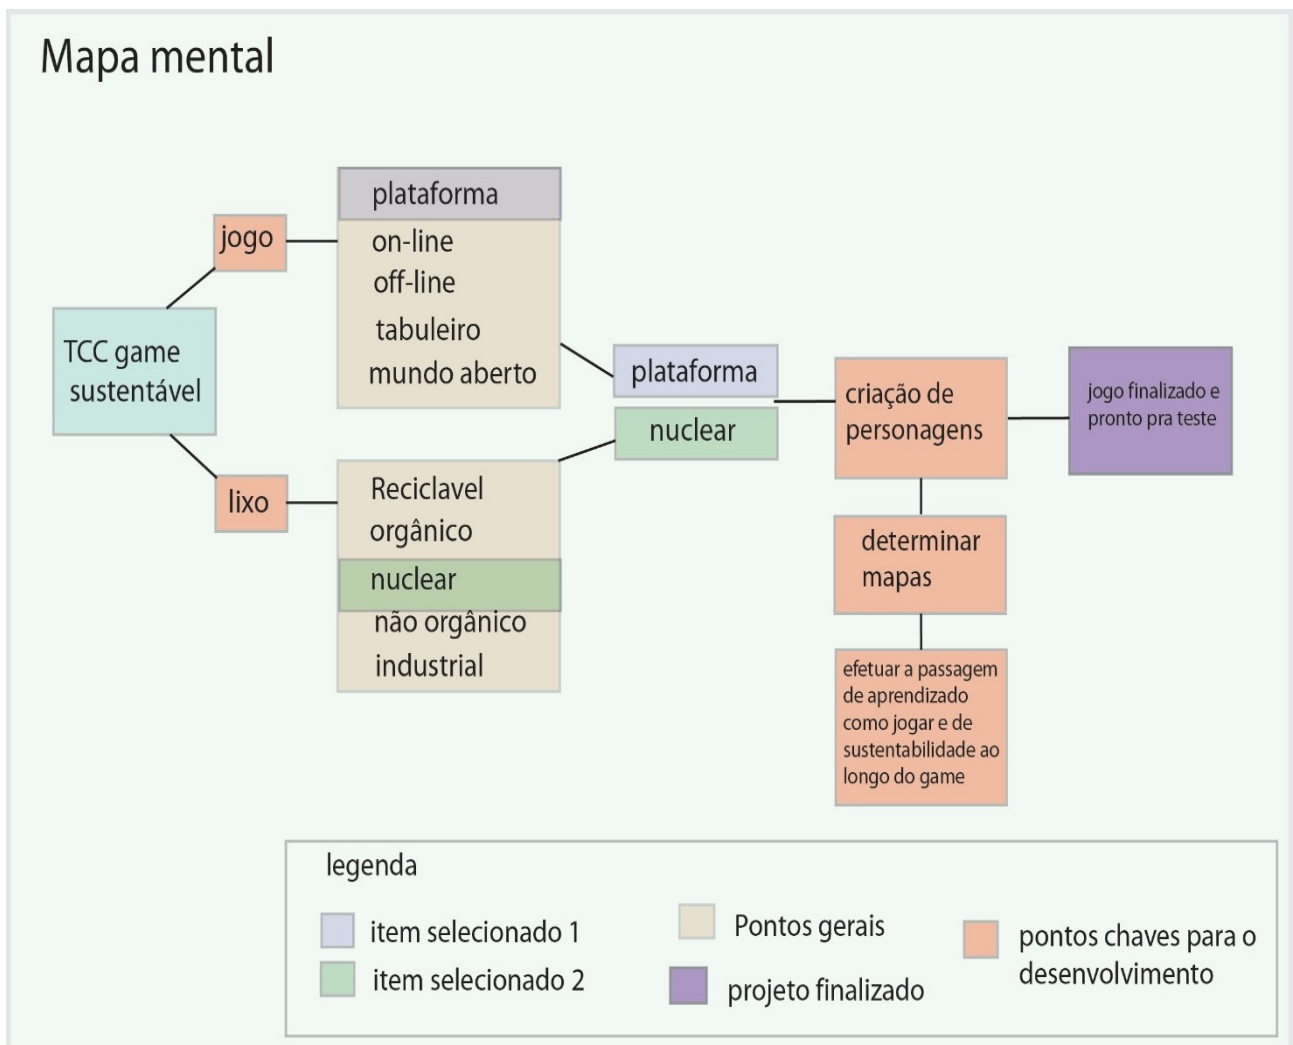 Mapa mental
plataforma
on-line
off-line
tabuleiro
mundo aberto
jogo
TCC game
sustentável
lixo
Reciclavel
orgânico
nuclear
não orgânico
industrial
plataforma
nuclear
criação de
personagens
determinar
mapas
efetuar a passagem
de aprendizado
como jogar e de
sustentabilidade ao
longo do game
jogo finalizado e
pronto pra teste
legenda
item selecionado 1
item selecionado 2
Pontos gerais
projeto finalizado
pontos chaves para o
desenvolvimento